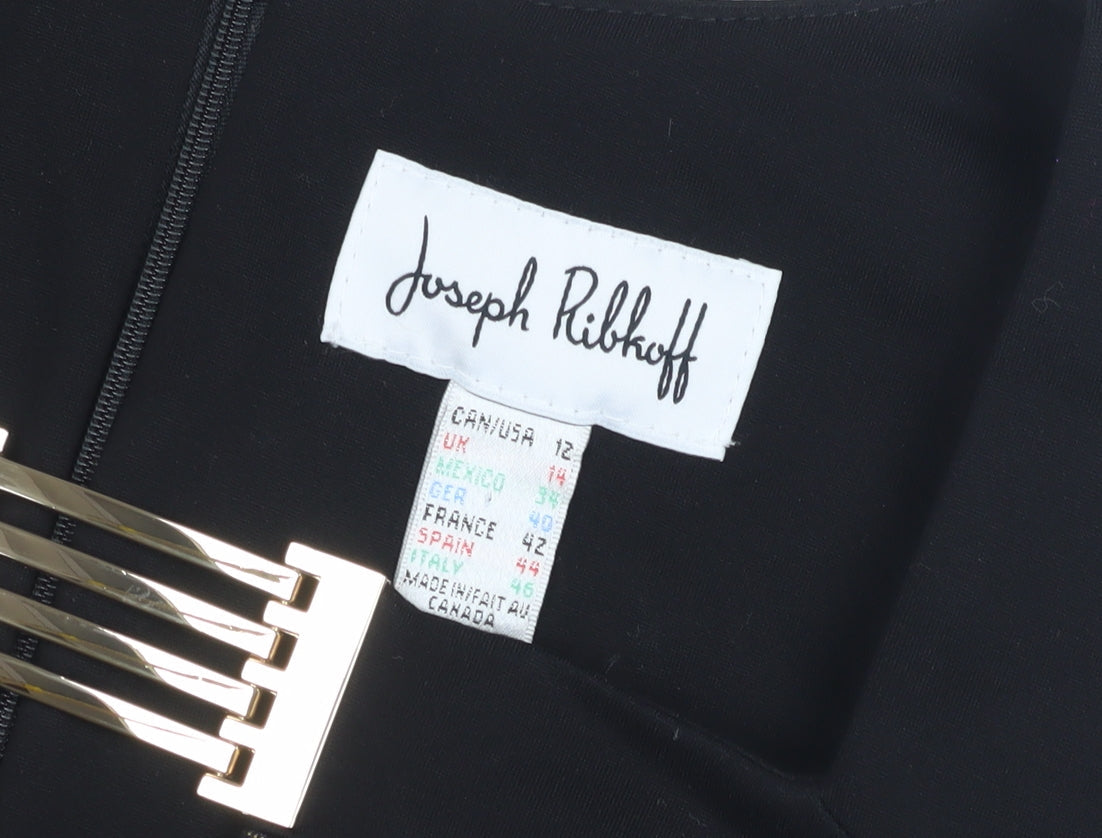 Joseph Ribkoff
CAN/USA 12
UK 14
MEXICO 34
GER 40
FRANCE 42
SPAIN 44
ITALY 46
MADE IN/FAIT AU
CANADA